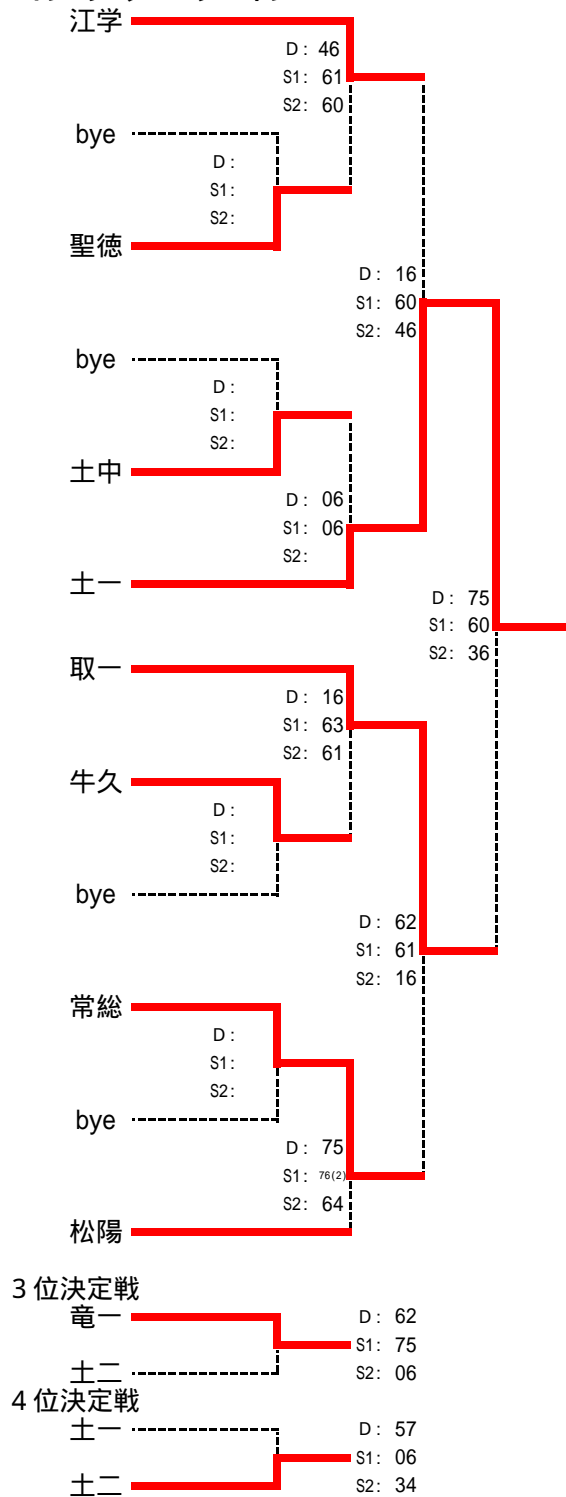 江学
D: 46
S1: 61
S2: 60
bye
D:
S1:
S2:
聖徳
D: 16
S1: 60
S2: 46
bye
D:
S1:
S2:
土中
D: 06
S1: 06
S2:
土一
D: 75
S1: 60
S2: 36
取一
D: 16
S1: 63
S2: 61
牛久
D:
S1:
S2:
bye
D: 62
S1: 61
S2: 16
常総
D:
S1:
S2:
bye
D: 75
S1: 76(2)
S2: 64
松陽
3位決定戦
竜一
D: 62
S1: 75
土二
S2: 06
4位決定戦
土一
D: 57
S1: 06
土二
S2: 34